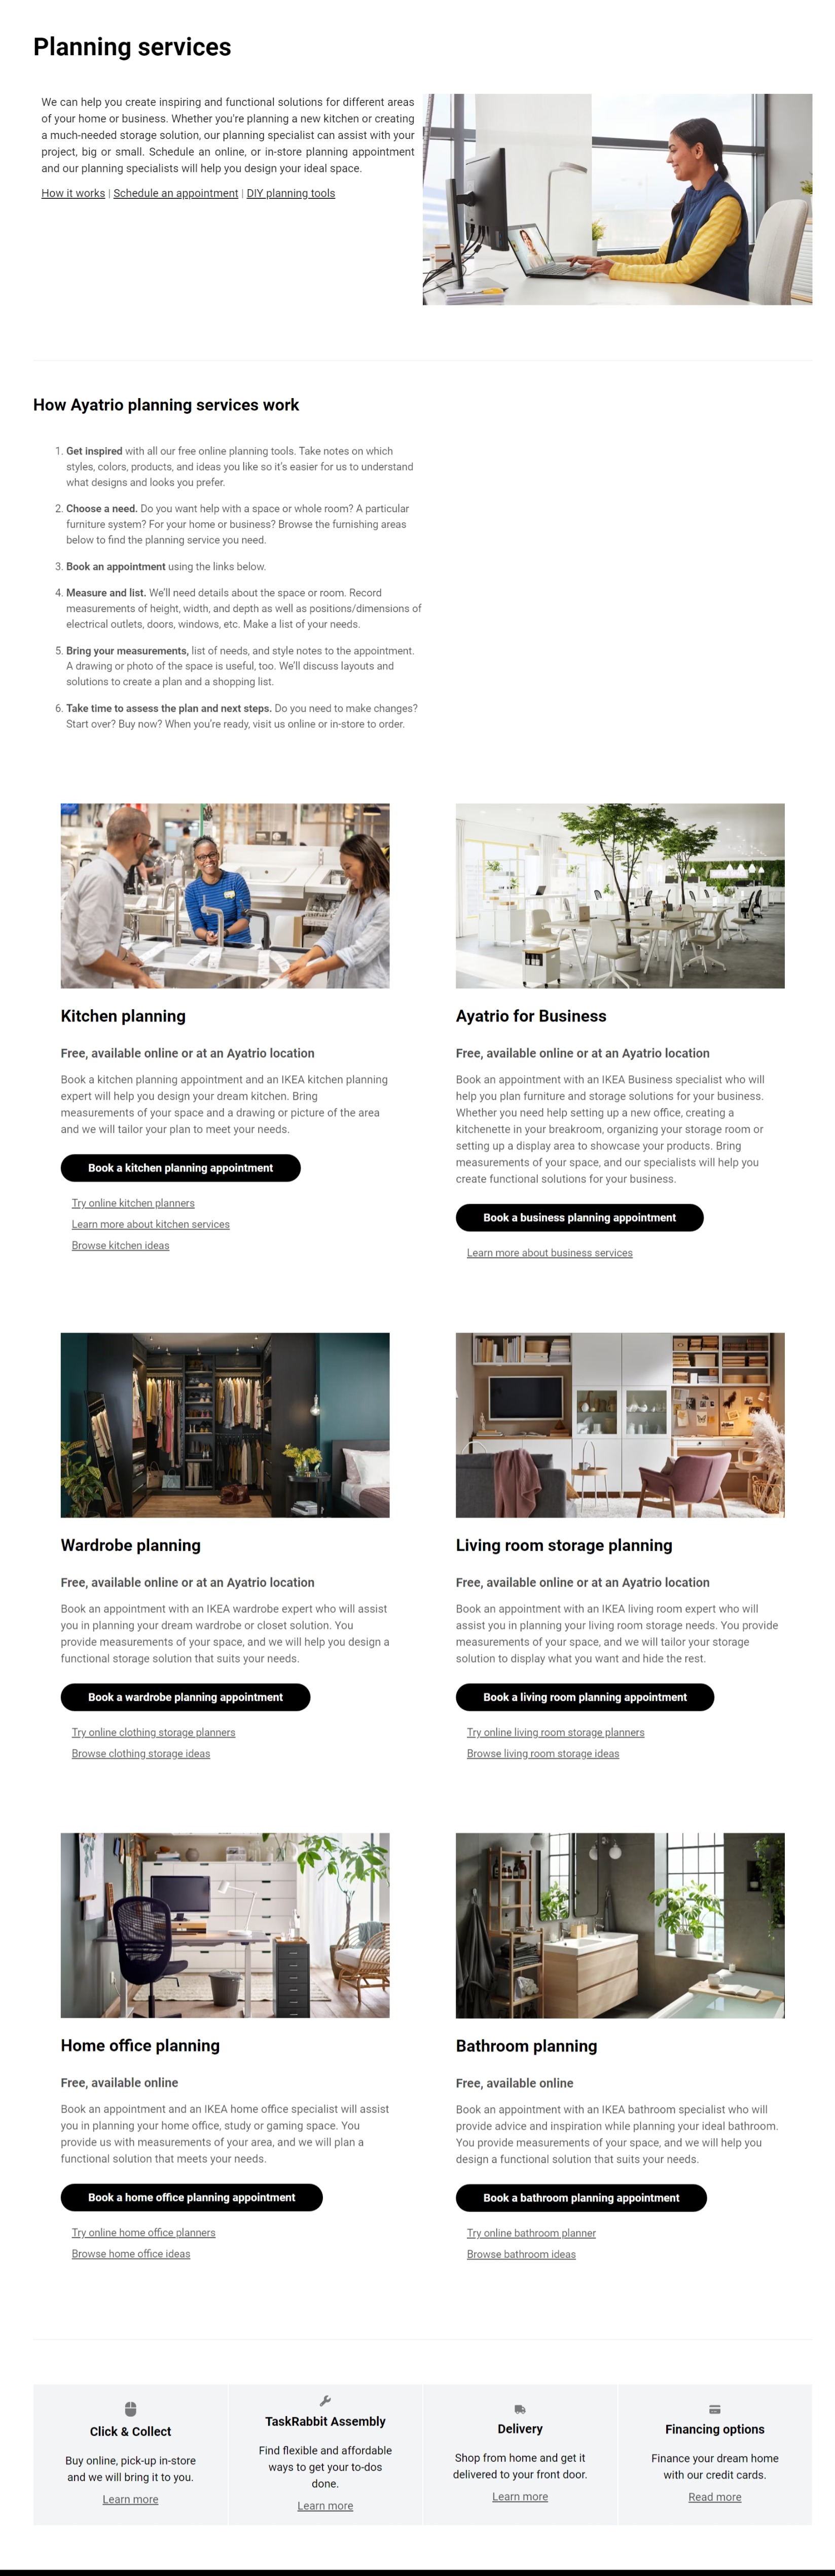 Planning services
We can help you create inspiring and functional solutions for different areas
of your home or business. Whether you're planning a new kitchen or creating
a much-needed storage solution, our planning specialist can assist with your
project, big or small. Schedule an online, or in-store planning appointment
and our planning specialists will help you design your ideal space.
How it works | Schedule an appointment | DIY planning tools
How Ayatrio planning services work
1. Get inspired with all our free online planning tools. Take notes on which
styles, colors, products, and ideas you like so it's easier for us to understand
what designs and looks you prefer.
2. Choose a need. Do you want help with a space or whole room? A particular
furniture system? For your home or business? Browse the furnishing areas
below to find the planning service you need.
3. Book an appointment using the links below.
4. Measure and list. We'll need details about the space or room. Record
measurements of height, width, and depth as well as positions/dimensions of
electrical outlets, doors, windows, etc. Make a list of your needs.
5. Bring your measurements, list of needs, and style notes to the appointment.
A drawing or photo of the space is useful, too. We'll discuss layouts and
solutions to create a plan and a shopping list.
6. Take time to assess the plan and next steps. Do you need to make changes?
Start over? Buy now? When you're ready, visit us online or in-store to order.
Kitchen planning
Free, available online or at an Ayatrio location
Book a kitchen planning appointment and an IKEA kitchen planning
expert will help you design your dream kitchen. Bring
measurements of your space and a drawing or picture of the area
and we will tailor your plan to meet your needs.
Book a kitchen planning appointment
Try online kitchen planners
Learn more about kitchen services
Browse kitchen ideas
Ayatrio for Business
Free, available online or at an Ayatrio location
Book an appointment with an IKEA Business specialist who will
help you plan furniture and storage solutions for your business.
Whether you need help setting up a new office, creating a
kitchenette in your breakroom, organizing your storage room or
setting up a display area to showcase your products. Bring
measurements of your space, and our specialists will help you
create functional solutions for your business.
Book a business planning appointment
Learn more about business services
Wardrobe planning
Free, available online or at an Ayatrio location
Book an appointment with an IKEA wardrobe expert who will assist
you in planning your dream wardrobe or closet solution. You
provide measurements of your space, and we will help you design a
functional storage solution that suits your needs.
Book a wardrobe planning appointment
Try online clothing storage planners
Browse clothing storage ideas
Living room storage planning
Free, available online or at an Ayatrio location
Book an appointment with an IKEA living room expert who will
assist you in planning your living room storage needs. You provide
measurements of your space, and we will tailor your storage
solution to display what you want and hide the rest.
Book a living room planning appointment
Try online living room storage planners
Browse living room storage ideas
Home office planning
Free, available online
Book an appointment and an IKEA home office specialist will assist
you in planning your home office, study or gaming space. You
provide us with measurements of your area, and we will plan a
functional solution that meets your needs.
Book a home office planning appointment
Try online home office planners
Browse home office ideas
Bathroom planning
Free, available online
Book an appointment with an IKEA bathroom specialist who will
provide advice and inspiration while planning your ideal bathroom.
You provide measurements of your space, and we will help you
design a functional solution that suits your needs.
Book a bathroom planning appointment
Try online bathroom planner
Browse bathroom ideas
Click & Collect
Buy online, pick-up in-store
and we will bring it to you.
Learn more
TaskRabbit Assembly
Find flexible and affordable
ways to get your to-dos
done.
Learn more
Delivery
Shop from home and get it
delivered to your front door.
Learn more
Financing options
Finance your dream home
with our credit cards.
Read more